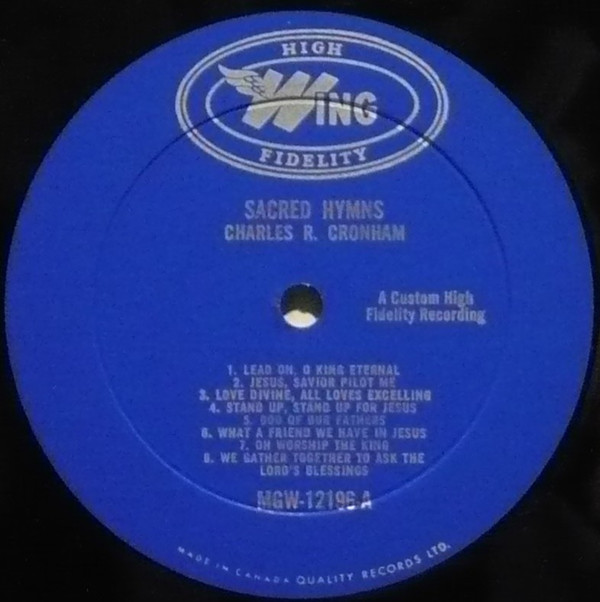 HIGH
WING
FIDELITY
SACRED HYMNS
CHARLES R. CRONHAM
A Custom High
Fidelity Recording
1. LEAD ON, O KING ETERNAL
2. JESUS, SAVIOR PILOT ME
3. LOVE DIVINE, ALL LOVES EXCELLING
4. STAND UP, STAND UP FOR JESUS
5. GOD OF OUR FATHERS
6. WHAT A FRIEND WE HAVE IN JESUS
7. OH WORSHIP THE KING
8. WE GATHER TOGETHER TO ASK THE
LORD'S BLESSINGS
MGW-12196 A
MADE IN CANADA QUALITY RECORDS LTD.